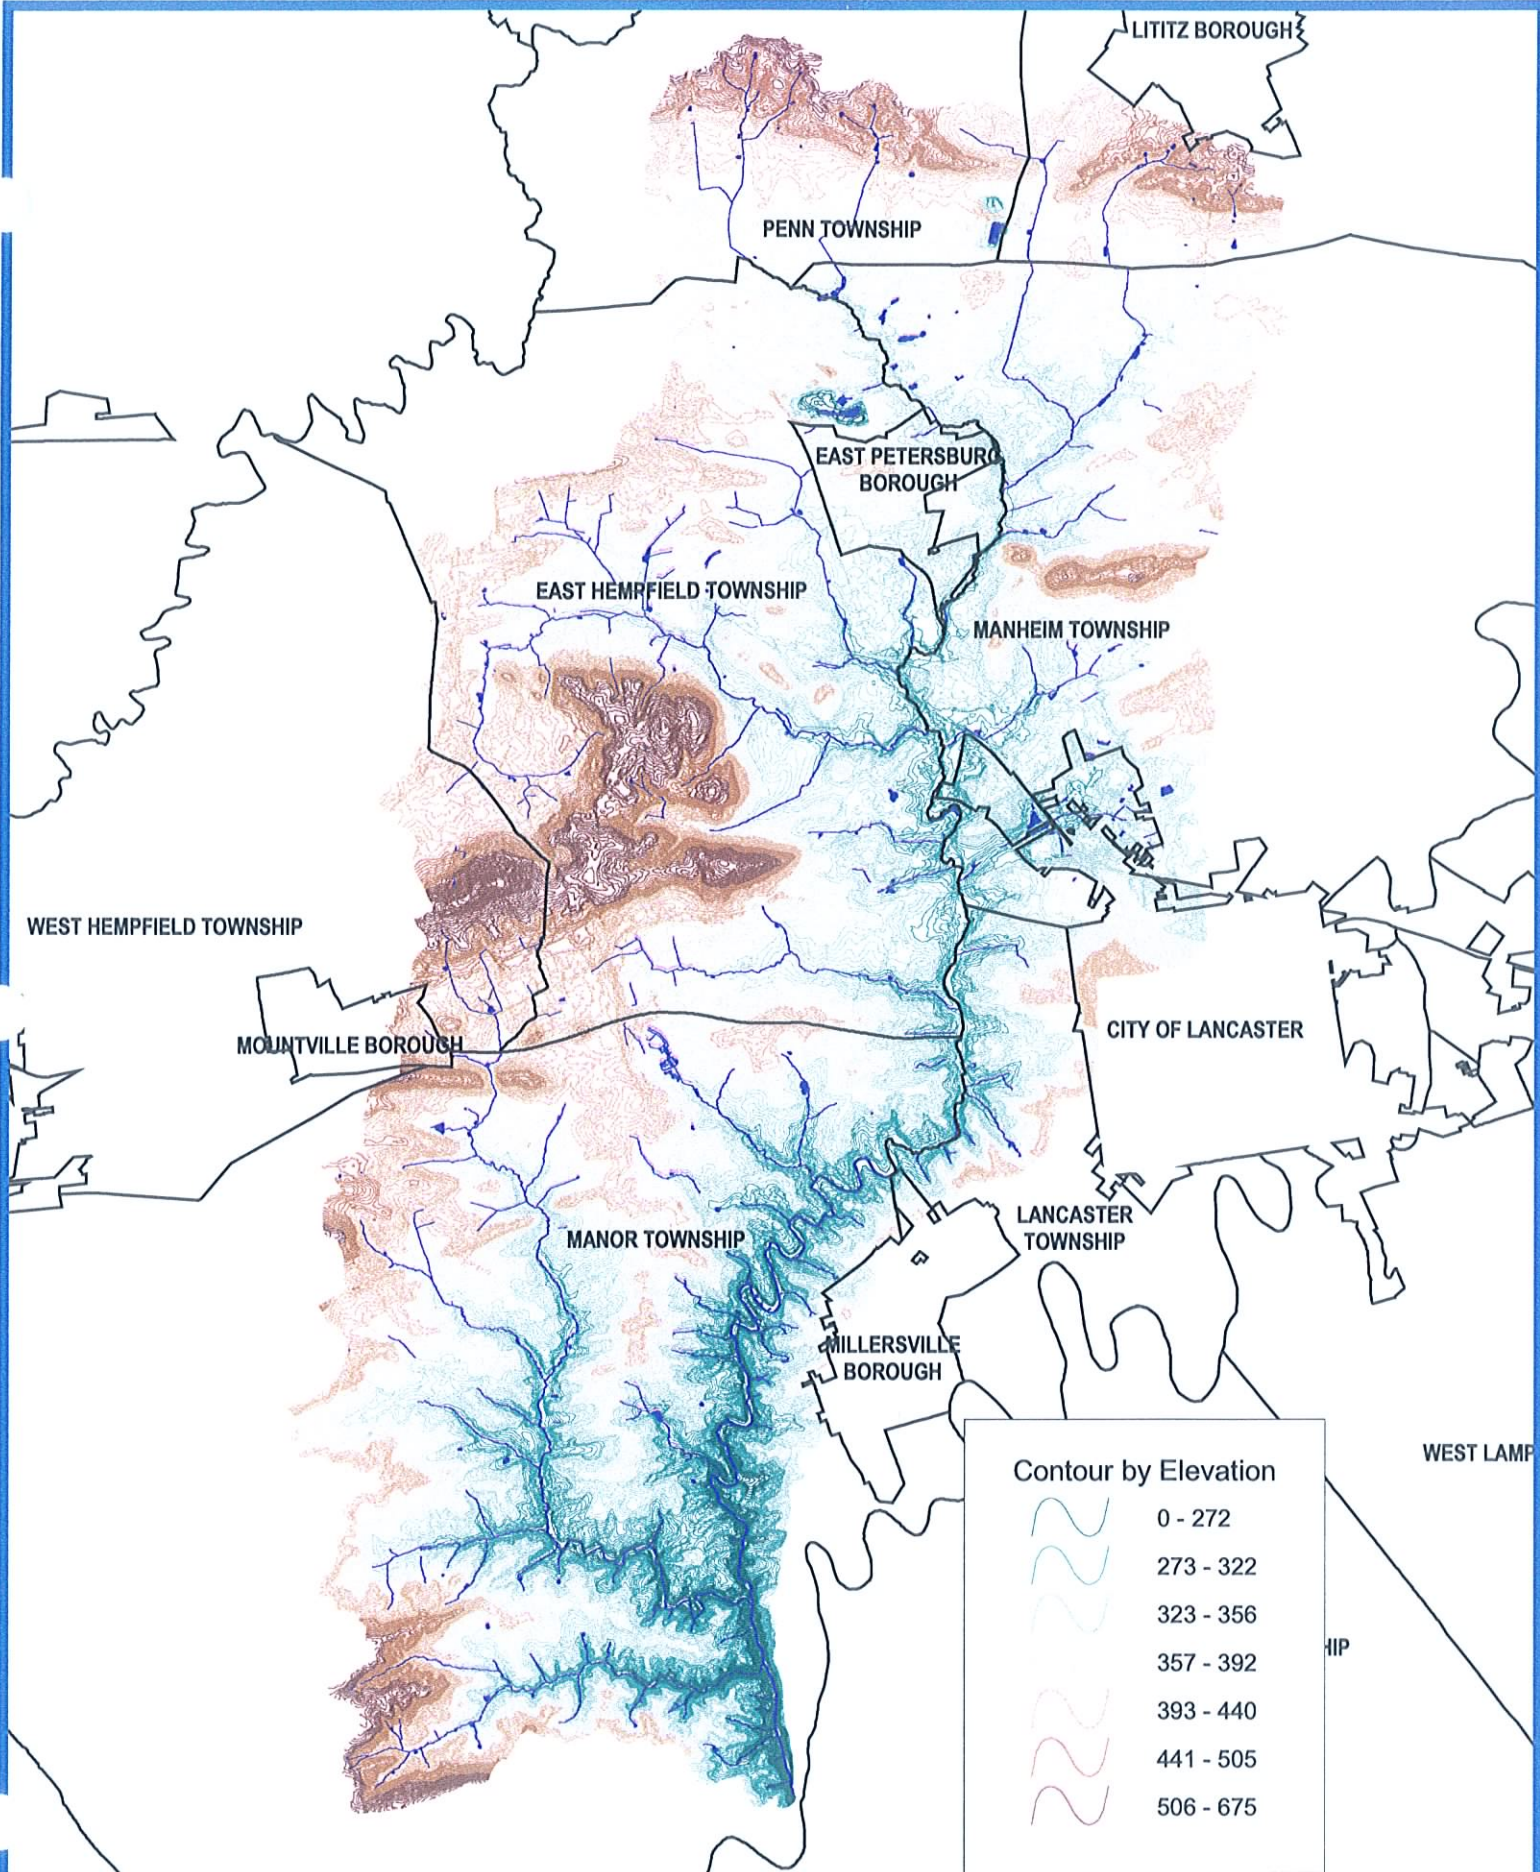 LITITZ BOROUGH
PENN TOWNSHIP
EAST PETERSBURG
BOROUGH
EAST HEMPFIELD TOWNSHIP
MANHEIM TOWNSHIP
WEST HEMPFIELD TOWNSHIP
CITY OF LANCASTER
MOUNTVILLE BOROUGH
LANCASTER
TOWNSHIP
MANOR TOWNSHIP
MILLERSVILLE
BOROUGH
WEST LAMP
HIP
Contour by Elevation
0 - 272
273 - 322
323 - 356
357 - 392
393 - 440
441 - 505
506 - 675